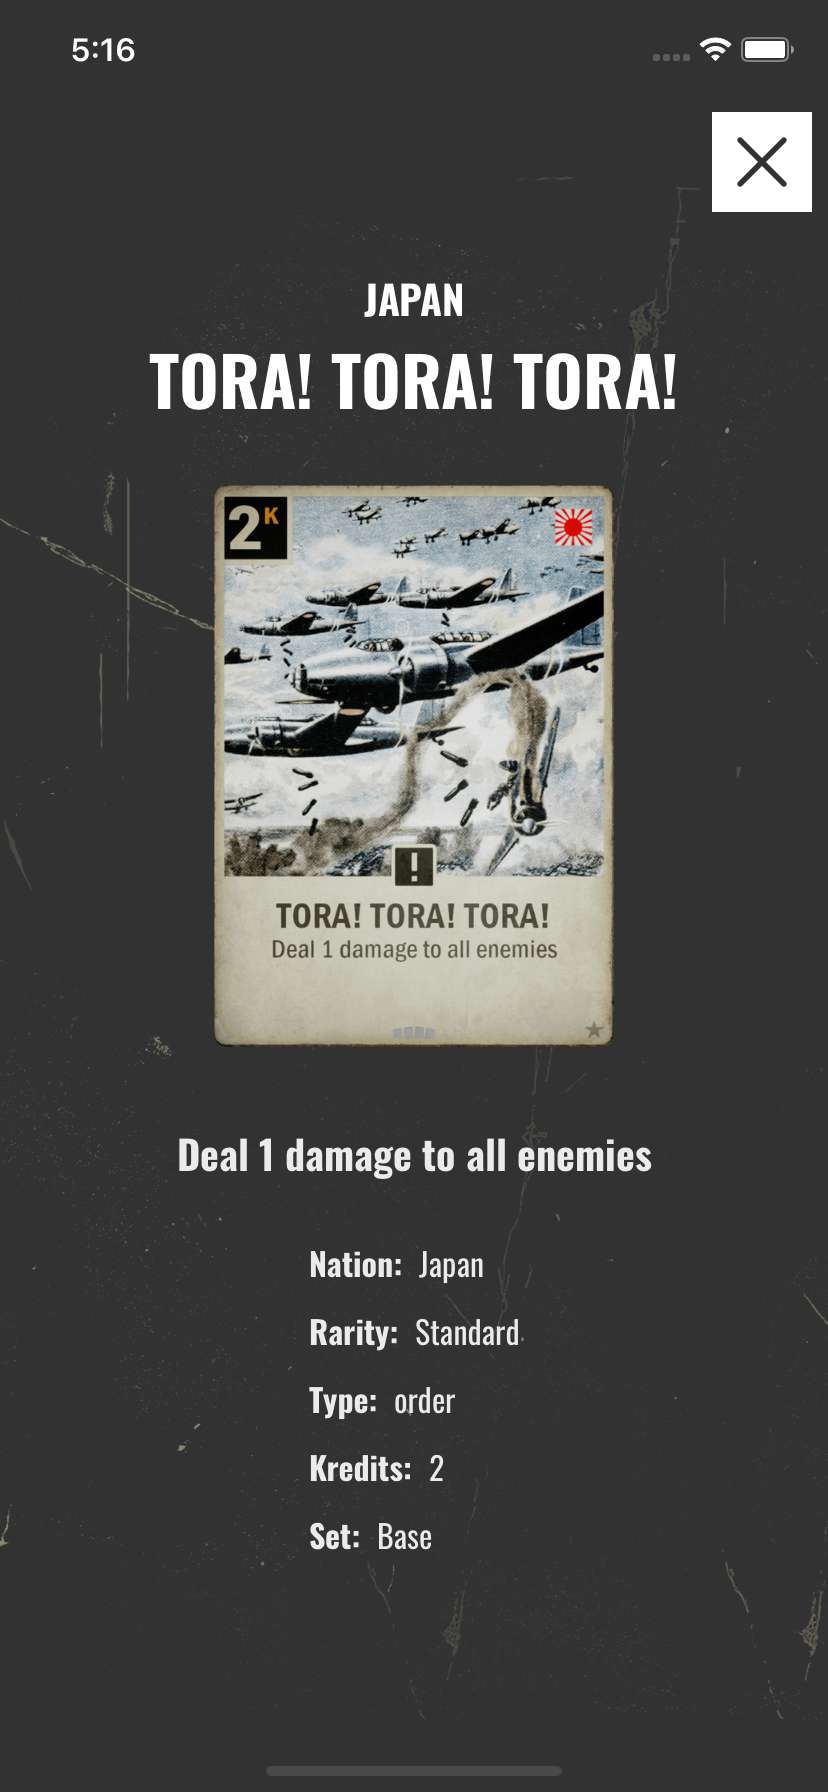 5:16
JAPAN
TORA! TORA! TORA!
2K
!
TORA! TORA! TORA!
Deal 1 damage to all enemies
Deal 1 damage to all enemies
Nation: Japan
Rarity: Standard
Type: order
Kredits: 2
Set: Base